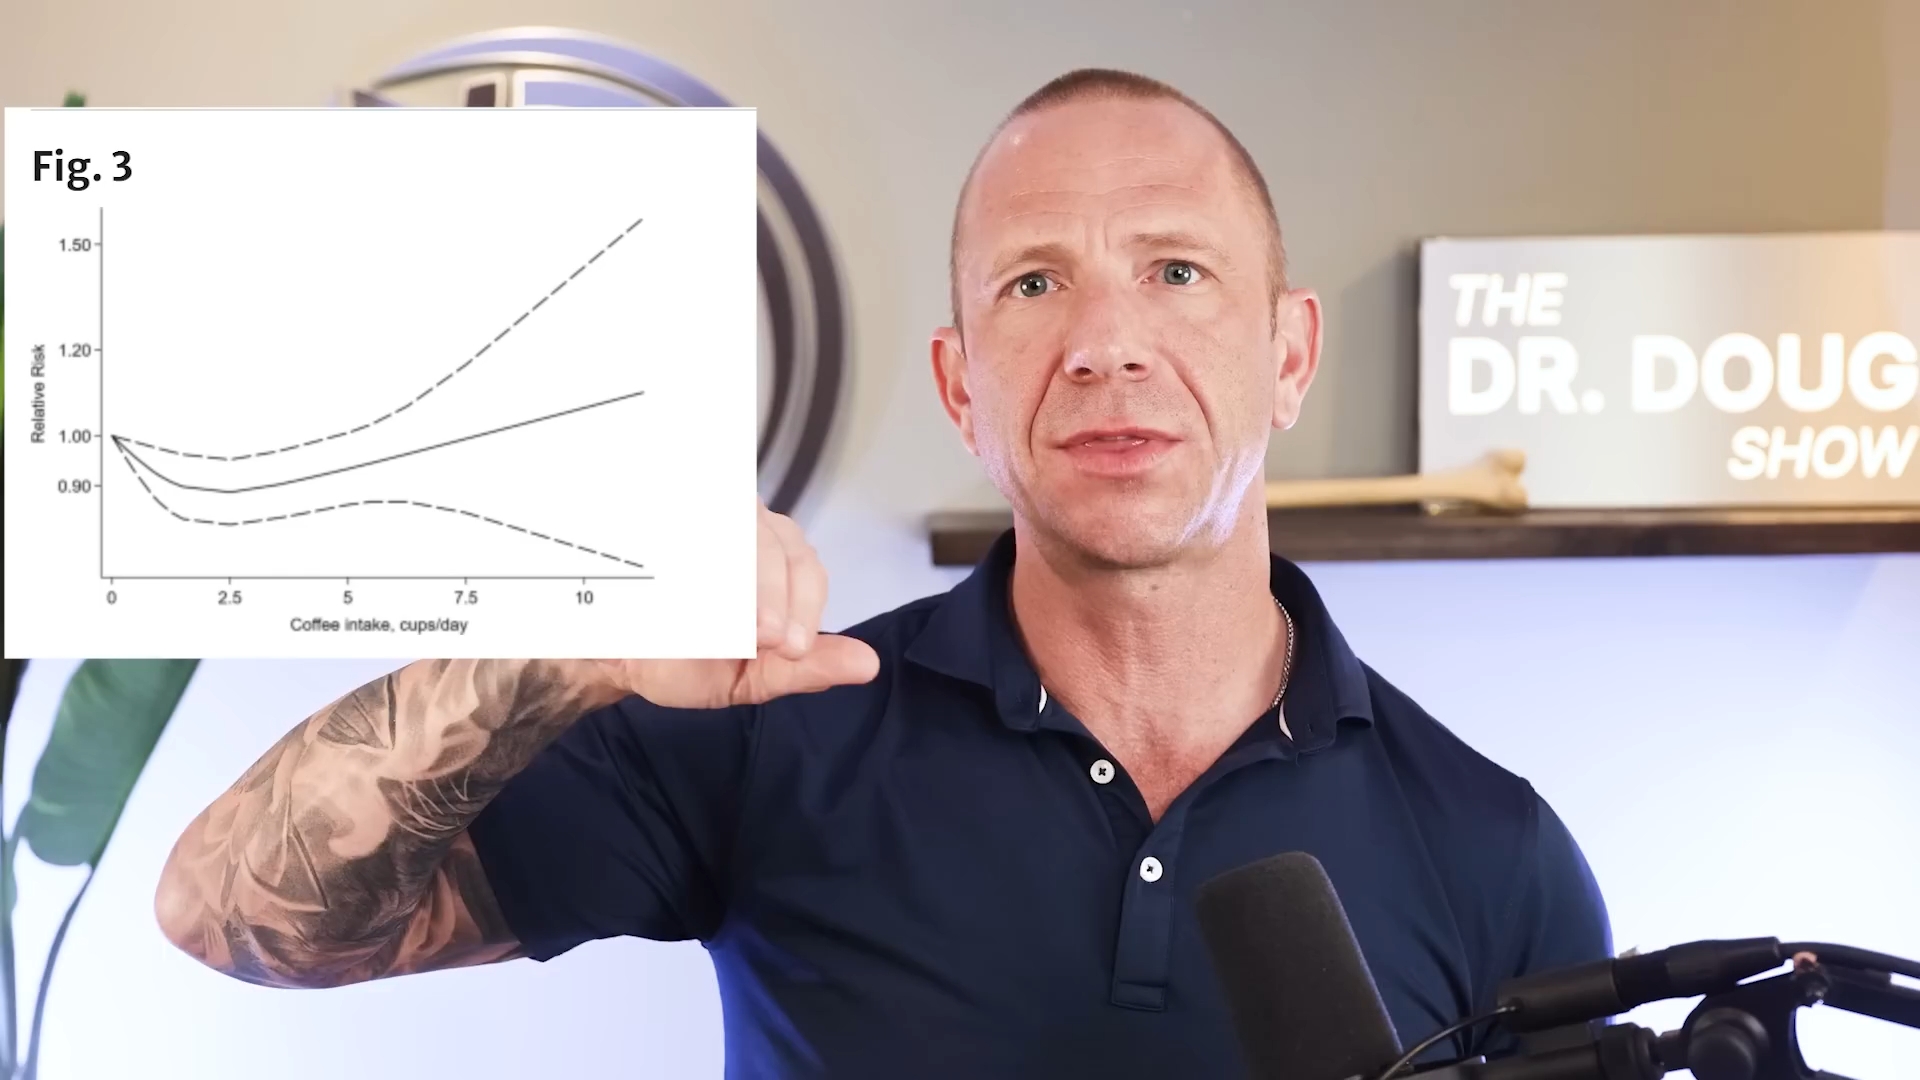 Fig. 3
1.50
1.20
1.00
0.90
Relative Risk
0
2.5
5
7.5
10
Coffee intake, cups/day
THE
DR. DOUG
SHOW